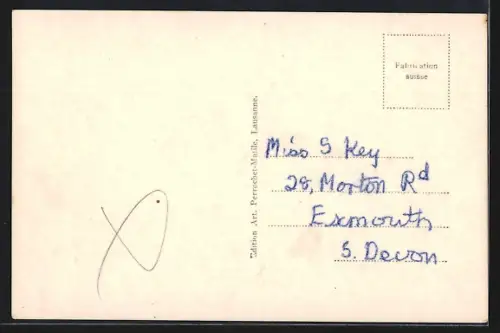 Fabrication
suisse
Edition Art. Perrochet-Matile, Lausanne.
Miss S Key
28, Morton Rd
Exmouth
S. Devon